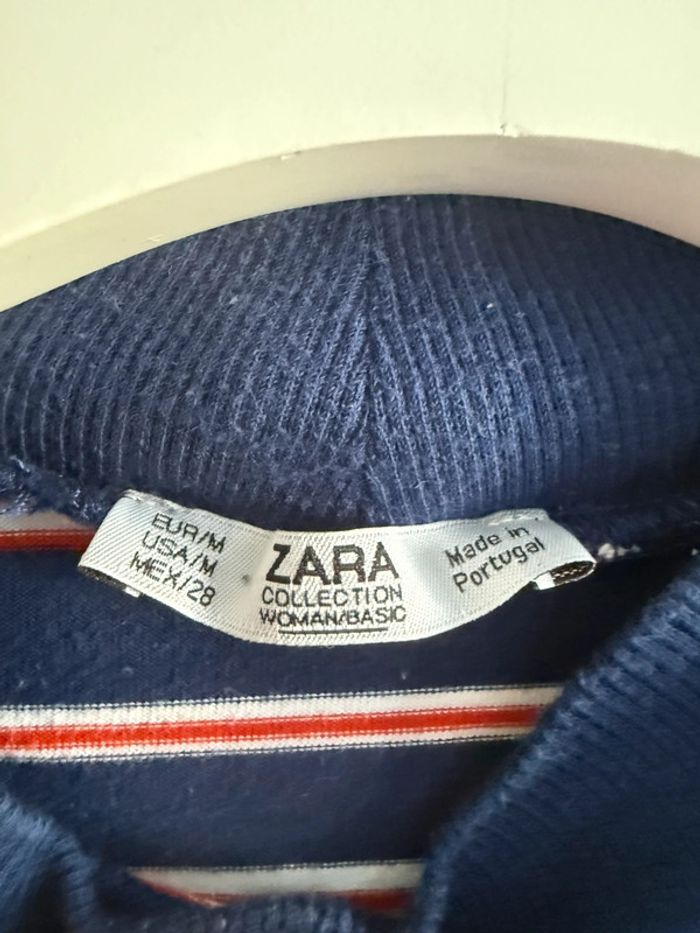 EUR/M
USA/M
MEX/28
ZARA
COLLECTION
WOMAN/BASIC
Made in
Portugal